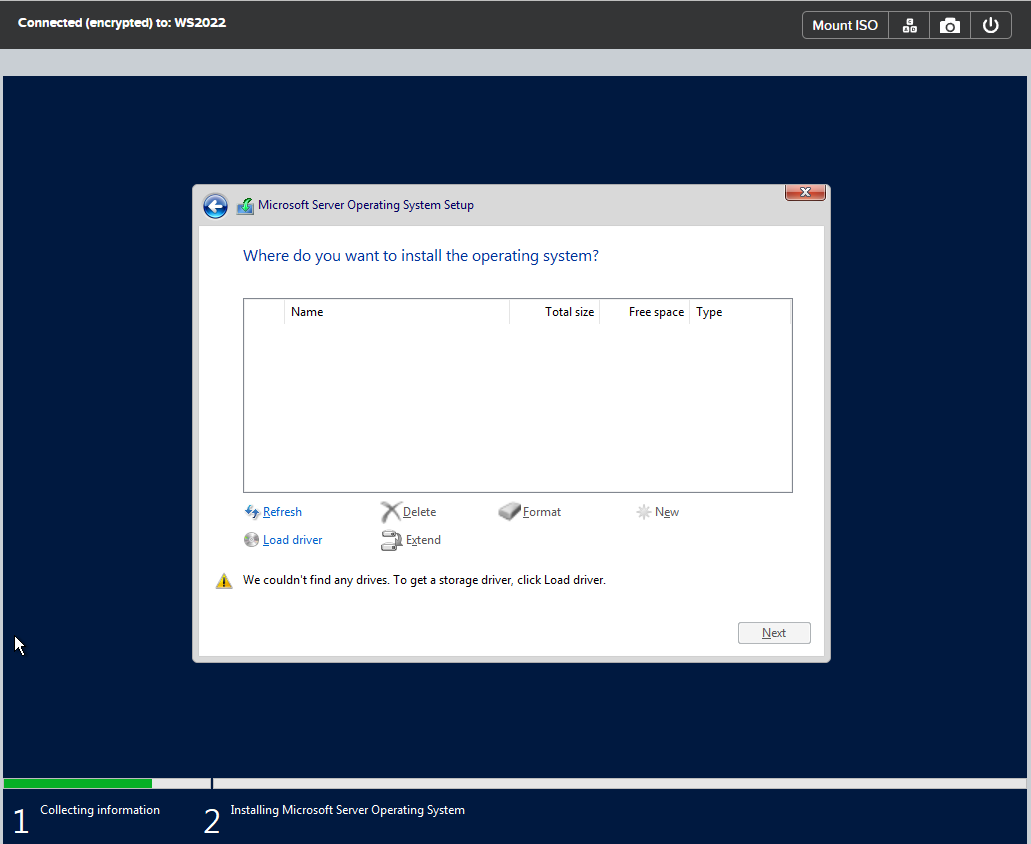 Connected (encrypted) to: WS2022
Mount ISO
Microsoft Server Operating System Setup
Where do you want to install the operating system?
Name Total size Free space Type
Refresh Delete Format New
Load driver Extend
We couldn't find any drives. To get a storage driver, click Load driver.
Next
1 Collecting information 2 Installing Microsoft Server Operating System